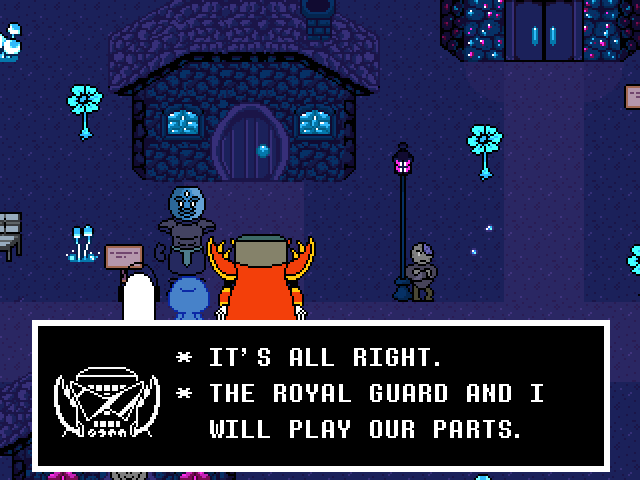 * IT'S ALL RIGHT.
* THE ROYAL GUARD AND I
WILL PLAY OUR PARTS.